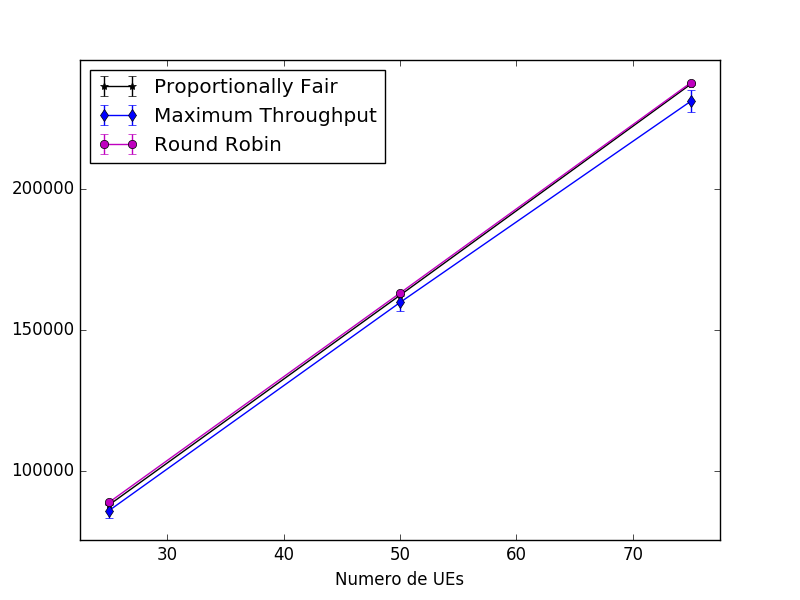 Proportionally Fair
Maximum Throughput
Round Robin
200000
150000
100000
30 40 50 60 70
Numero de UEs